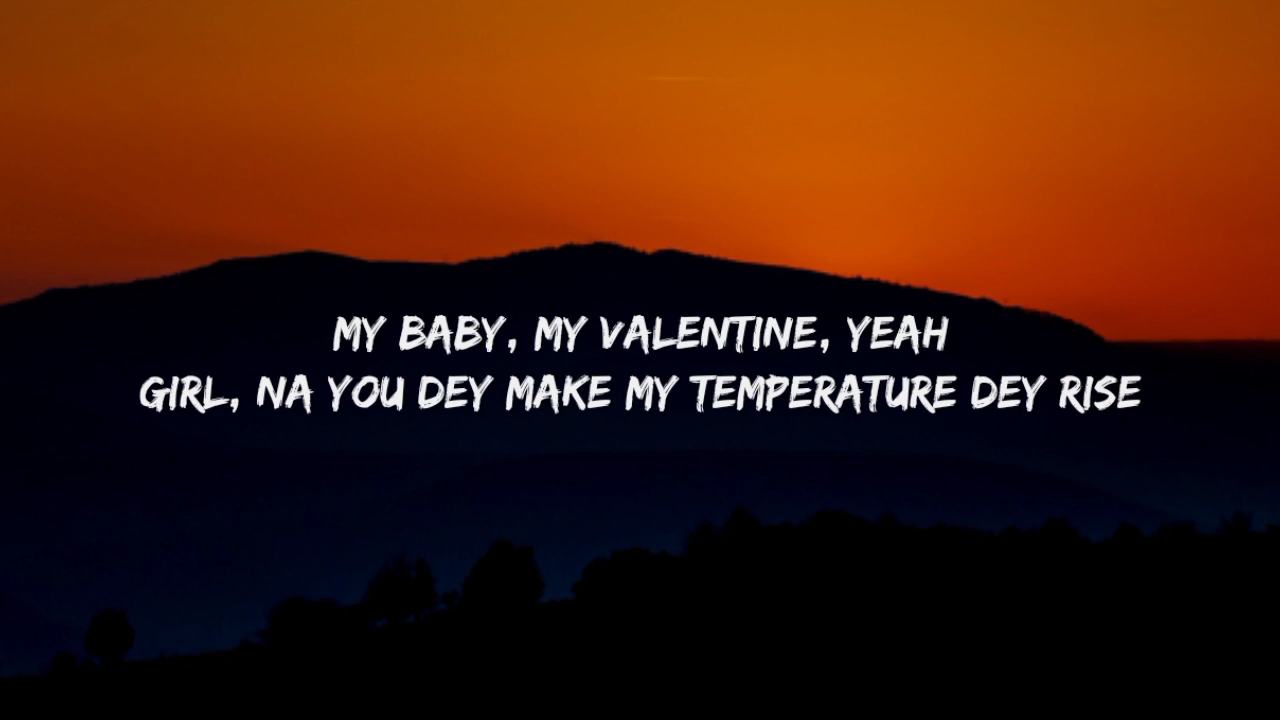 MY BABY, MY VALENTINE, YEAH
GIRL, NA YOU DEY MAKE MY TEMPERATURE DEY RISE